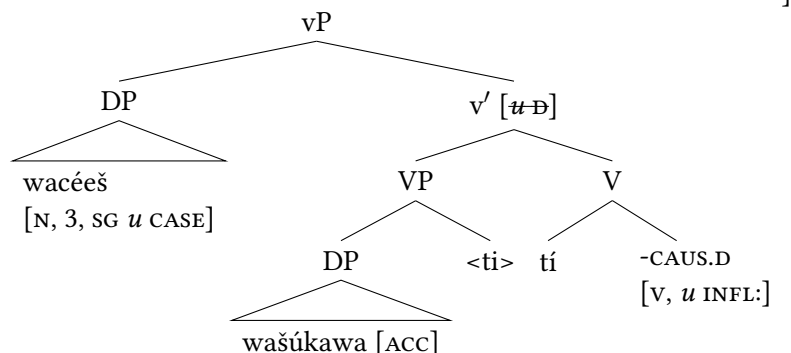 ]
vP
DP v′ [u D]
wacéeš
[N, 3, SG u CASE]
VP V
DP <ti> tí -CAUS.D
[V, u INFL:]
wašúkawa [ACC]